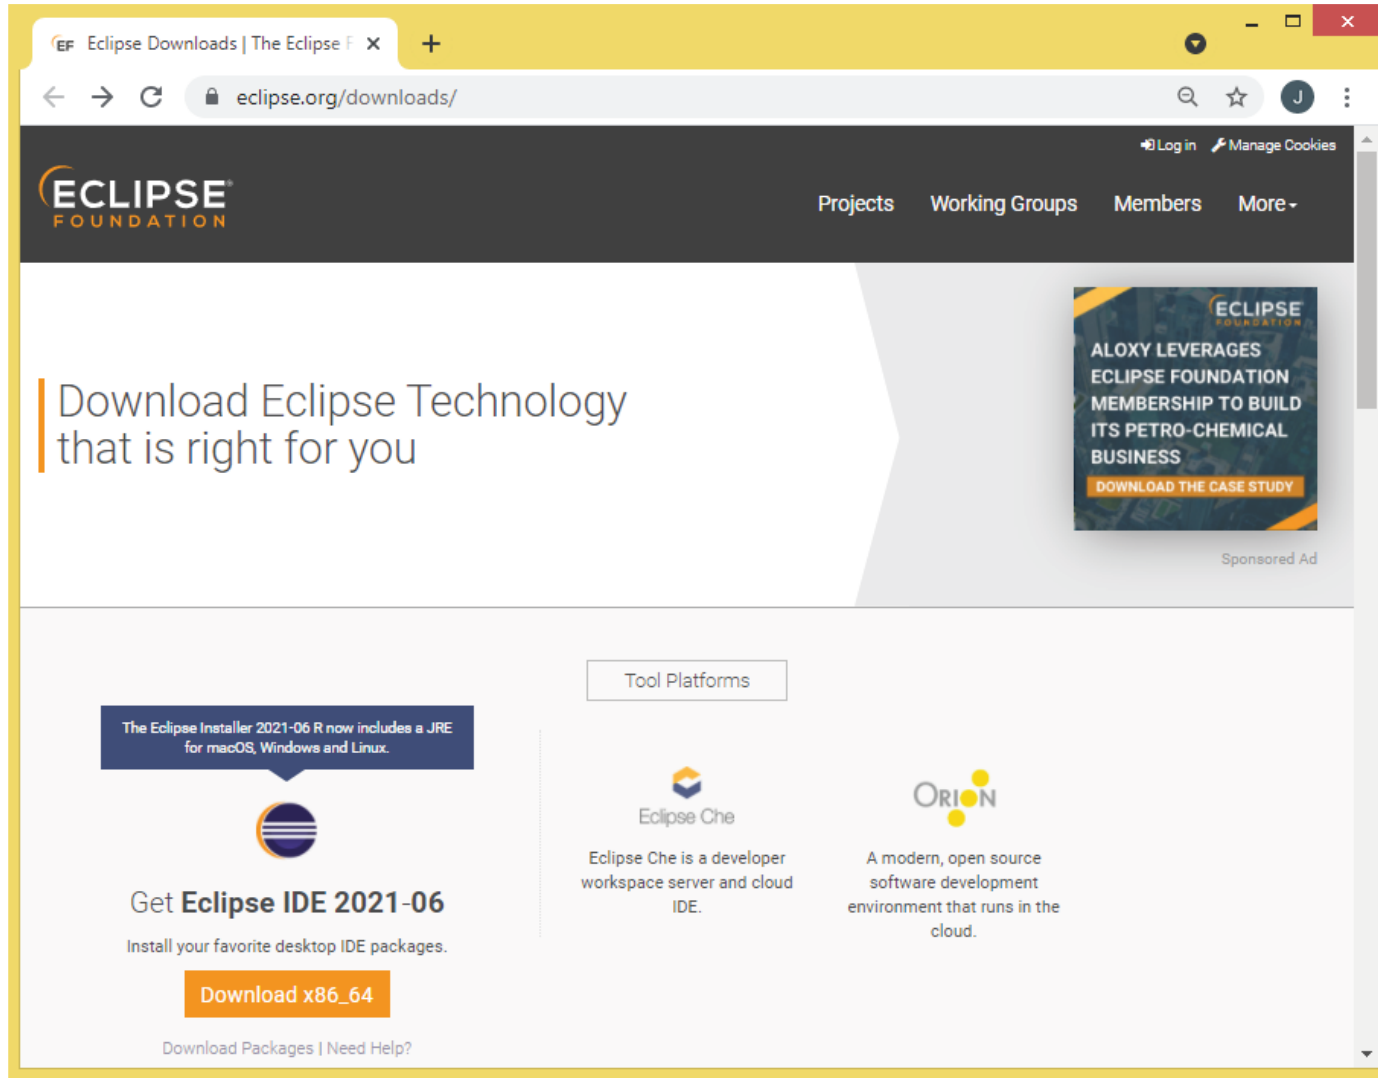 EF Eclipse Downloads | The Eclipse F
eclipse.org/downloads/
J
Log in Manage Cookies
ECLIPSE®
FOUNDATION
Projects Working Groups Members More
Download Eclipse Technology
that is right for you
ECLIPSE
FOUNDATION
ALOXY LEVERAGES
ECLIPSE FOUNDATION
MEMBERSHIP TO BUILD
ITS PETRO-CHEMICAL
BUSINESS
DOWNLOAD THE CASE STUDY
Sponsored Ad
Tool Platforms
The Eclipse Installer 2021-06 R now includes a JRE
for macOS, Windows and Linux.
Get Eclipse IDE 2021-06
Install your favorite desktop IDE packages.
Download x86_64
Download Packages | Need Help?
Eclipse Che
Eclipse Che is a developer
workspace server and cloud
IDE.
ORION
A modern, open source
software development
environment that runs in the
cloud.